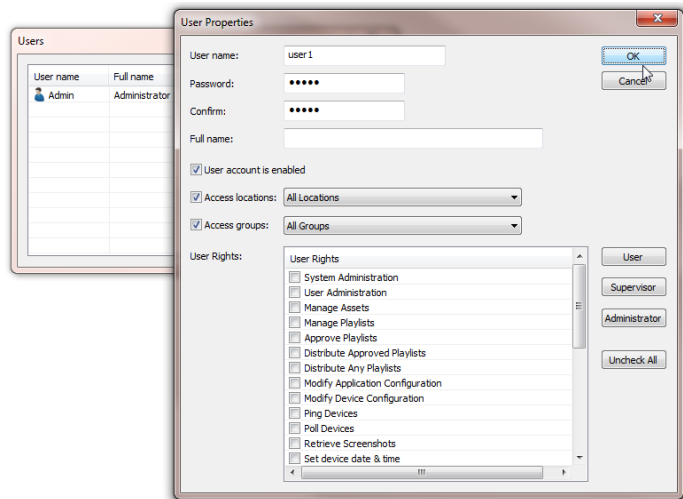 Users
User name Full name
Admin Administrator
User Properties
User name: user1 OK
Password: ••••• Cancel
Confirm: •••••
Full name:
User account is enabled
Access locations: All Locations
Access groups: All Groups
User Rights: User Rights User
System Administration
User Administration Supervisor
Manage Assets
Manage Playlists Administrator
Approve Playlists
Distribute Approved Playlists Uncheck All
Distribute Any Playlists
Modify Application Configuration
Modify Device Configuration
Ping Devices
Poll Devices
Retrieve Screenshots
Set device date & time